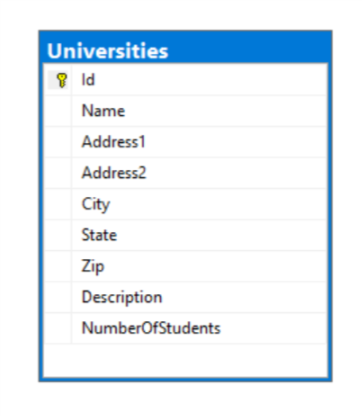 Universities
Id
Name
Address1
Address2
City
State
Zip
Description
NumberOfStudents